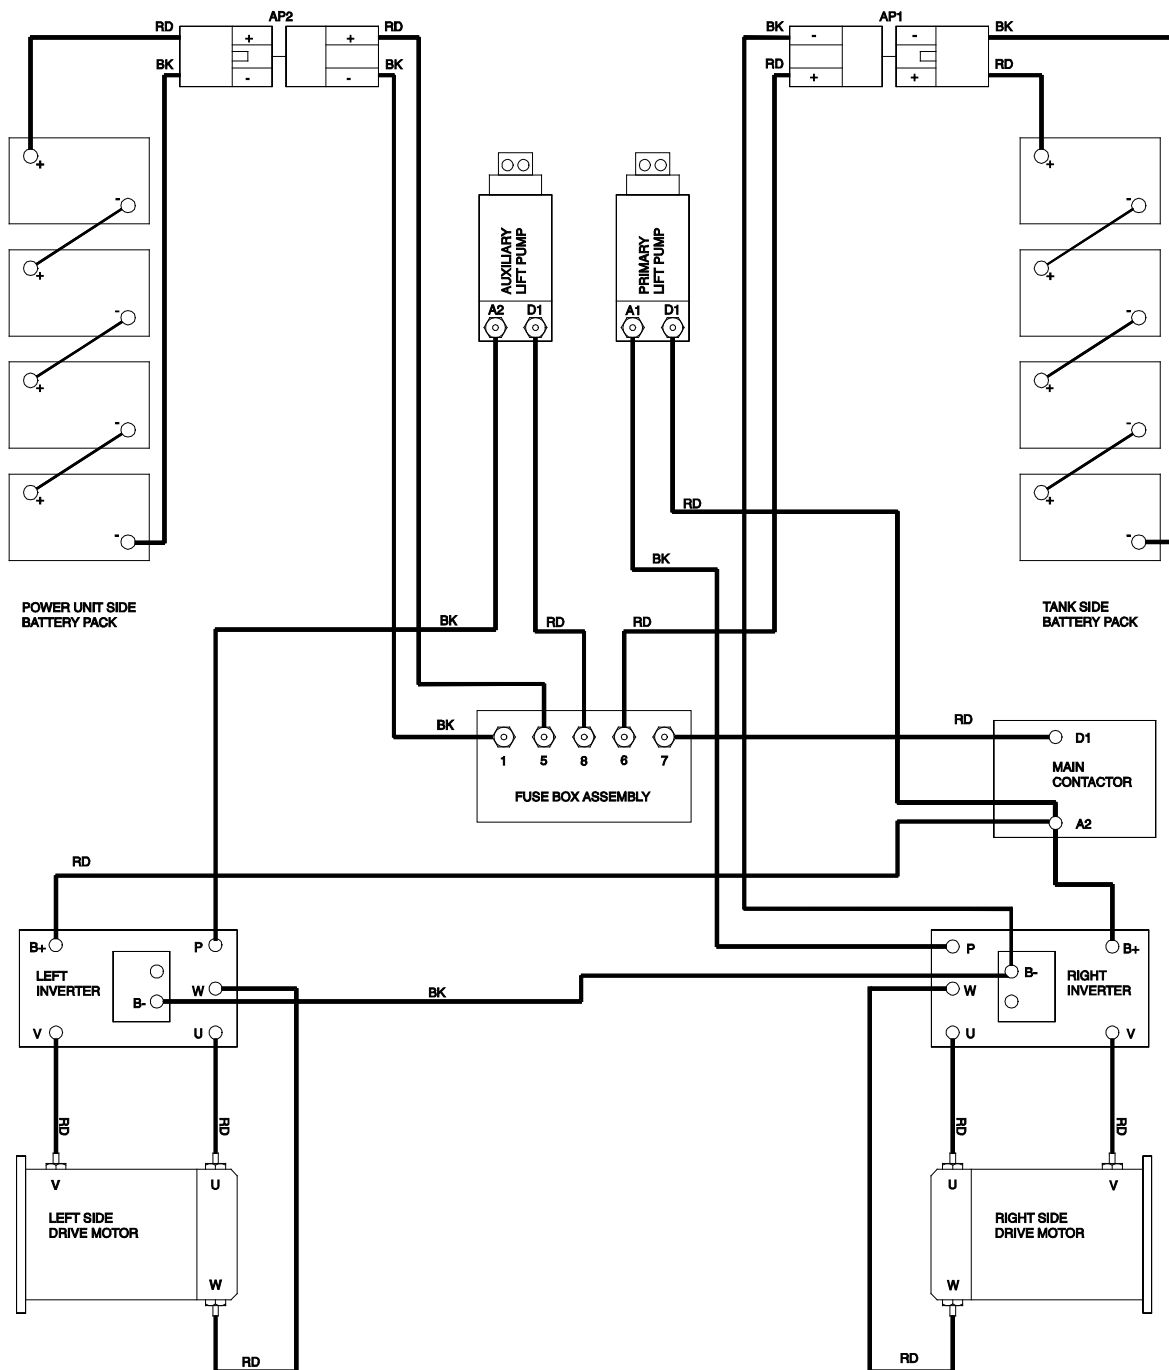 RD
AP2
RD
BK
AP1
BK
+
+
-
-
BK
BK
RD
RD
-
-
+
+
+
+
-
-
AUXILIARY
LIFT PUMP
PRIMARY
LIFT PUMP
+
+
A2
D1
A1
D1
-
-
+
+
-
-
+
+
RD
-
-
BK
POWER UNIT SIDE
BATTERY PACK
TANK SIDE
BATTERY PACK
BK
RD
RD
BK
RD
D1
1
5
8
6
7
MAIN
CONTACTOR
FUSE BOX ASSEMBLY
A2
RD
B+
P
P
B+
LEFT
INVERTER
B-
RIGHT
INVERTER
W
BK
W
B-
V
U
U
V
RD
RD
RD
RD
V
U
U
V
LEFT SIDE
DRIVE MOTOR
RIGHT SIDE
DRIVE MOTOR
W
W
RD
RD